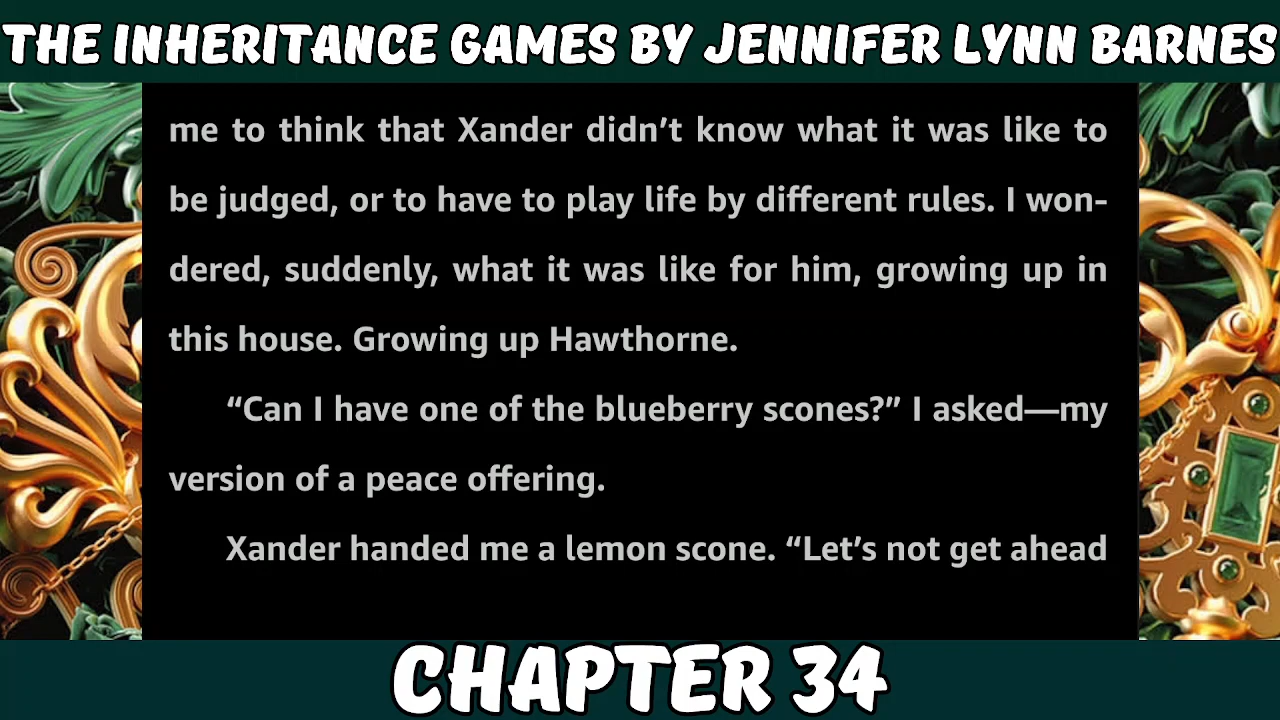 THE INHERITANCE GAMES BY JENNIFER LYNN BARNES
me to think that Xander didn’t know what it was like to
be judged, or to have to play life by different rules. I won-
dered, suddenly, what it was like for him, growing up in
this house. Growing up Hawthorne.
“Can I have one of the blueberry scones?” I asked—my
version of a peace offering.
Xander handed me a lemon scone. “Let’s not get ahead
CHAPTER 34